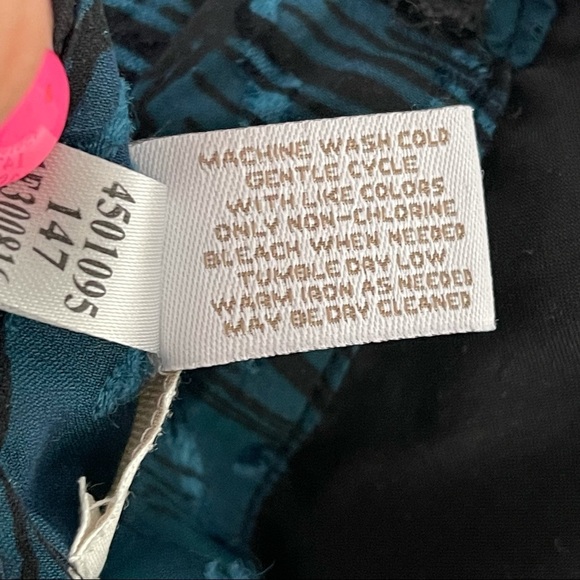 MACHINE WASH COLD
GENTLE CYCLE
WITH LIKE COLORS
ONLY NON-CHLORINE
BLEACH WHEN NEEDED
TUMBLE DRY LOW
WARM IRON AS NEEDED
MAY BE DRY CLEANED
4501095
147